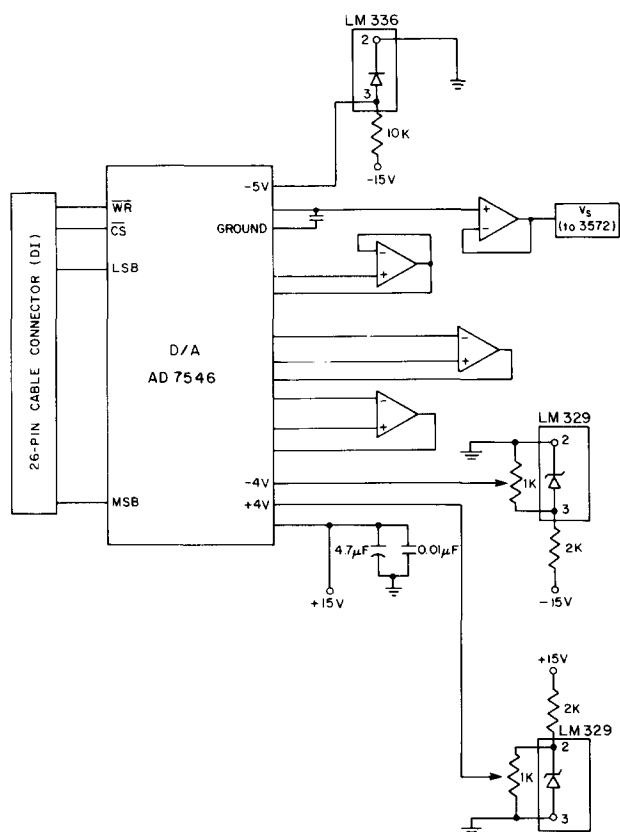 LM 336
2
3
10K
-15V
-5V
WR
CS
GROUND
LSB
+
-
Vs
(to 3572)
-
+
26-PIN CABLE CONNECTOR (DI)
D/A
AD 7546
-
+
-
+
LM 329
2
1K
3
-4V
+4V
MSB
2K
4.7µF
0.01µF
+15V
-15V
+15V
2K
LM 329
2
1K
3